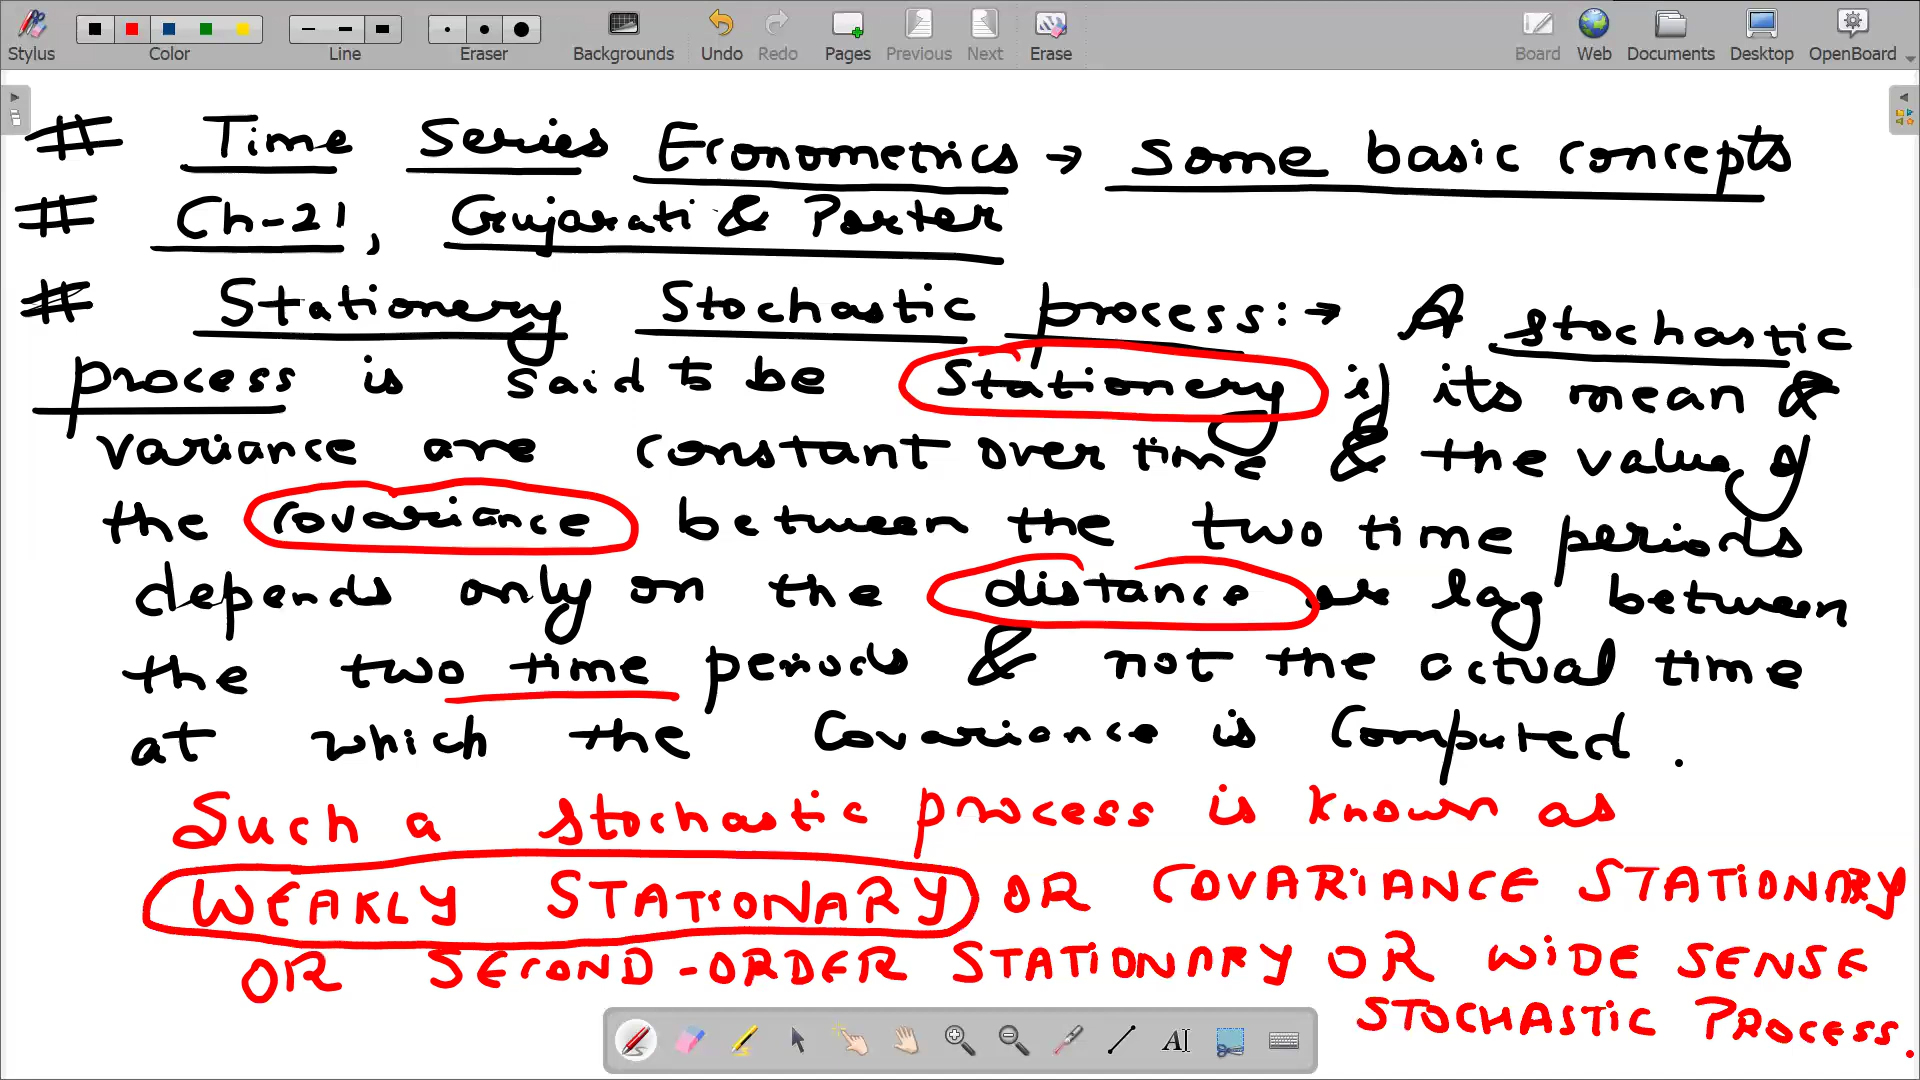 Stylus Color Line Eraser Backgrounds Undo Redo Pages Previous Next Erase Board Web Documents Desktop OpenBoard
# Time Series Econometrics → Some basic concepts
# Ch-21, Gujarati & Porter
# Stationery Stochastic process :→ A stochastic
process is said to be Stationery if its mean &
variance are constant over time & the value of
the covariance between the two time periods
depends only on the distance or lag between
the two time periods & not the actual time
at which the Covariance is Computed.
Such a stochastic process is known as
WEAKLY STATIONARY OR COVARIANCE STATIONARY
OR SECOND-ORDER STATIONARY OR WIDE SENSE
STOCHASTIC PROCESS.
AI